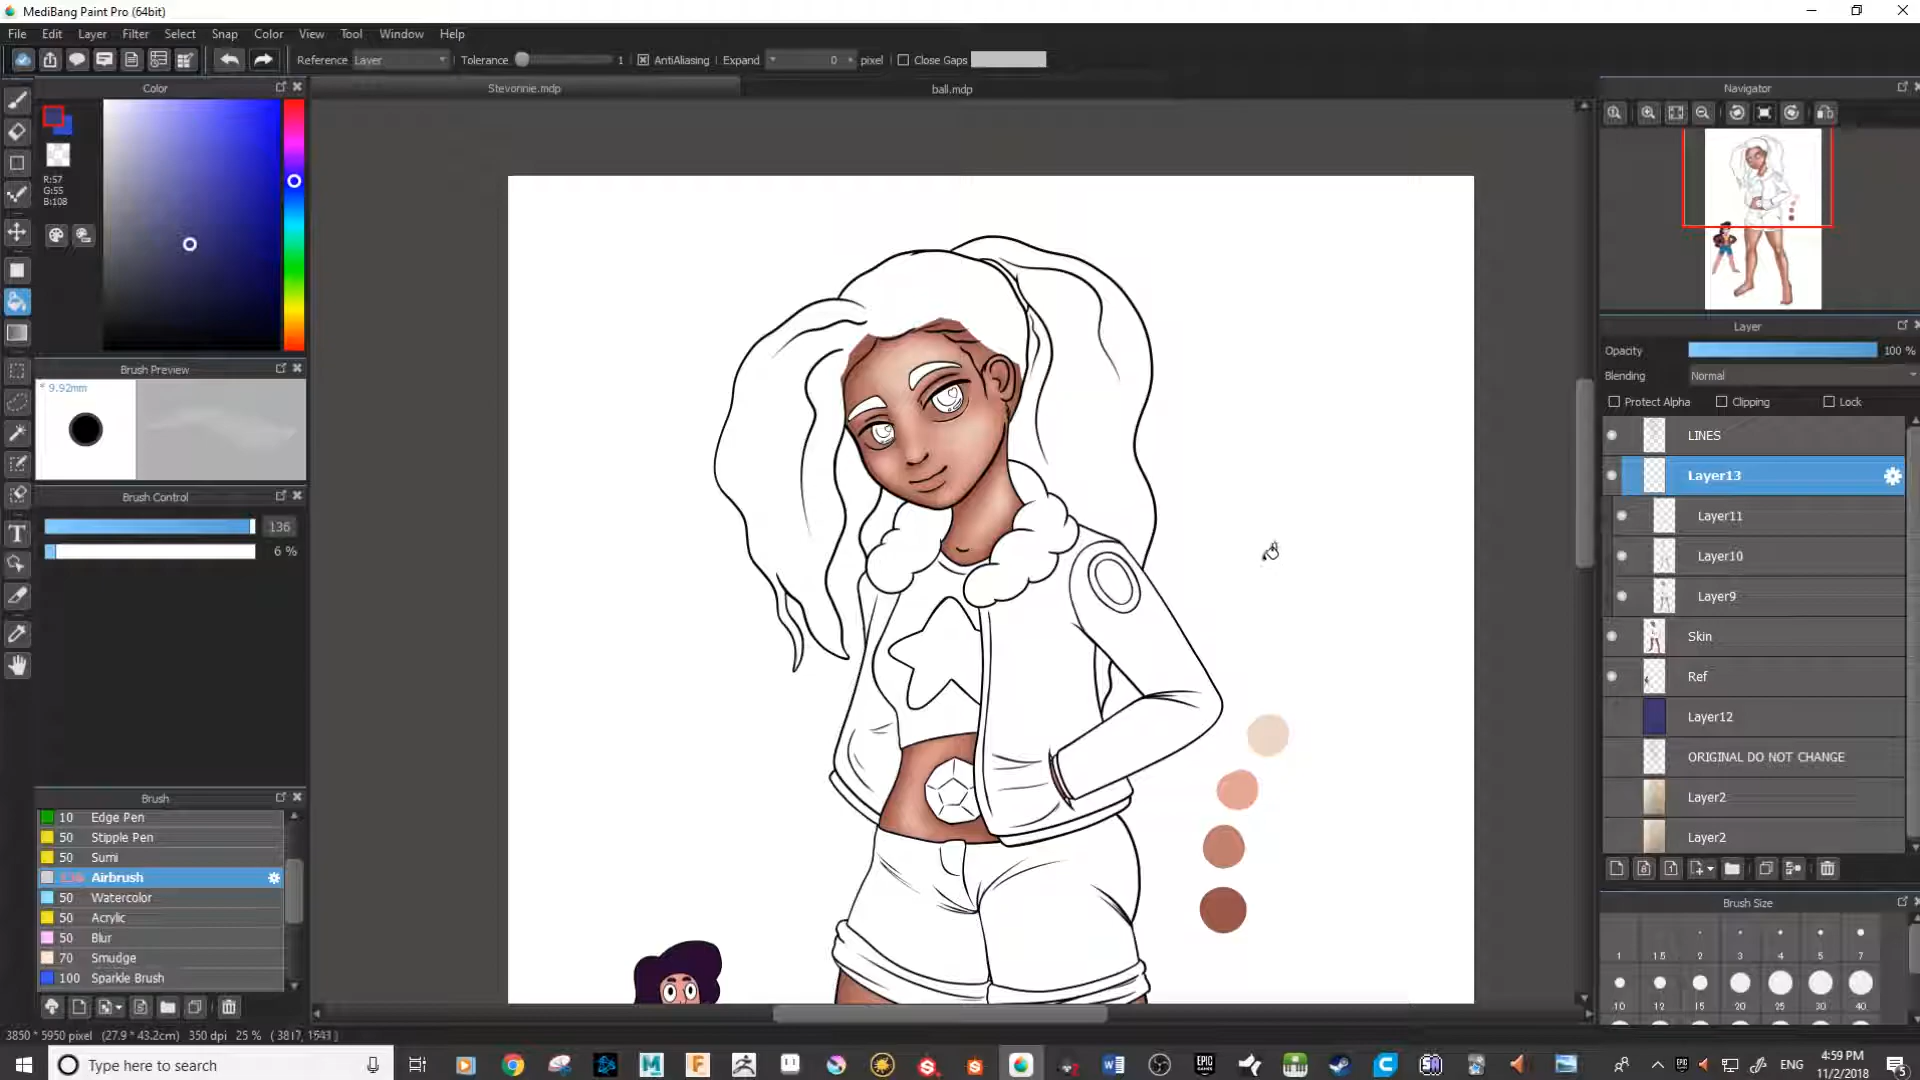 MediBang Paint Pro (64bit)
File Edit Layer Filter Select Snap Color View Tool Window Help
Reference Layer Tolerance 1 AntiAliasing Expand 0 pixel Close Gaps
Color
Stevonnie.mdp
ball.mdp
Navigator
R:57
G:55
B:108
Brush Preview
* 9.92mm
Brush Control
136
6 %
Brush
10 Edge Pen
50 Stipple Pen
50 Sumi
136 Airbrush
50 Watercolor
50 Acrylic
50 Blur
70 Smudge
100 Sparkle Brush
Layer
Opacity 100 %
Blending Normal
Protect Alpha Clipping Lock
LINES
Layer13
Layer11
Layer10
Layer9
Skin
Ref
Layer12
ORIGINAL DO NOT CHANGE
Layer2
Layer2
Brush Size
1 1.5 2 3 4 5 7
10 12 15 20 25 30 40
3850 * 5950 pixel (27.9 * 43.2cm) 350 dpi 25 % ( 3817, 1543 )
Type here to search
ENG
4:59 PM
11/2/2018
5